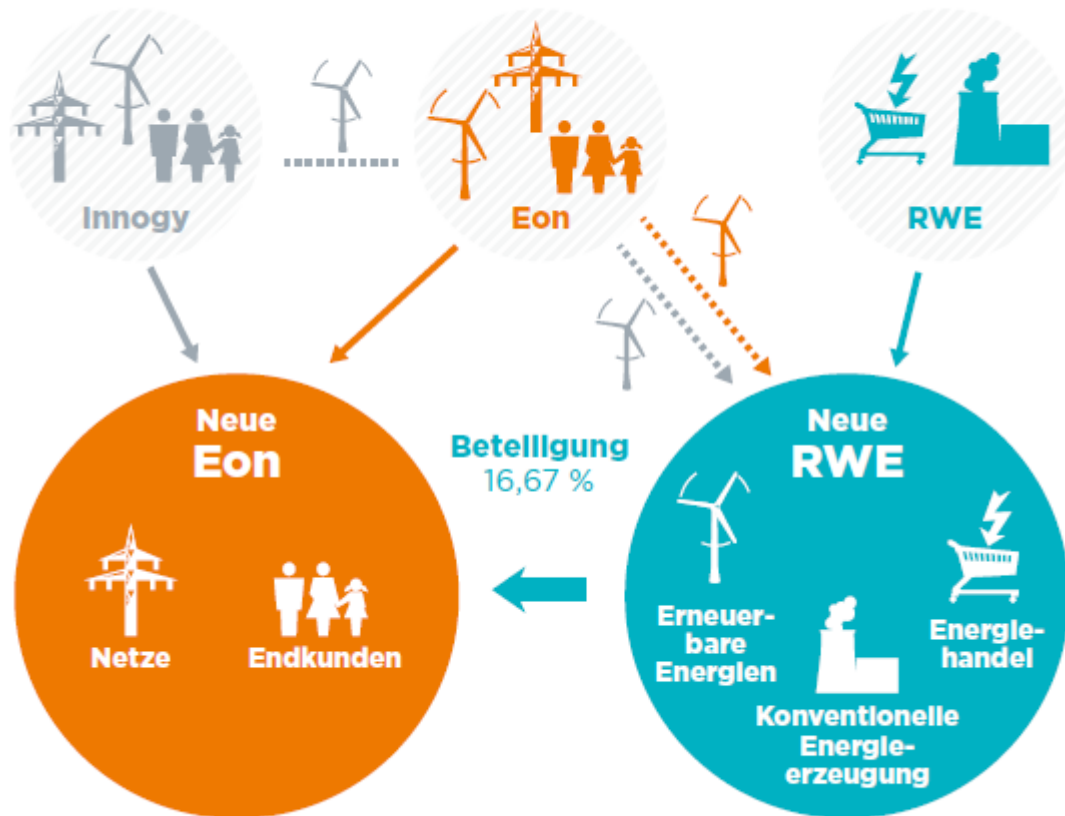 Innogy
Eon
RWE
Neue
Eon
Netze
Endkunden
Beteiligung
16,67 %
Neue
RWE
Erneuer-
bare
Energien
Konventionelle
Energie-
erzeugung
Energie-
handel